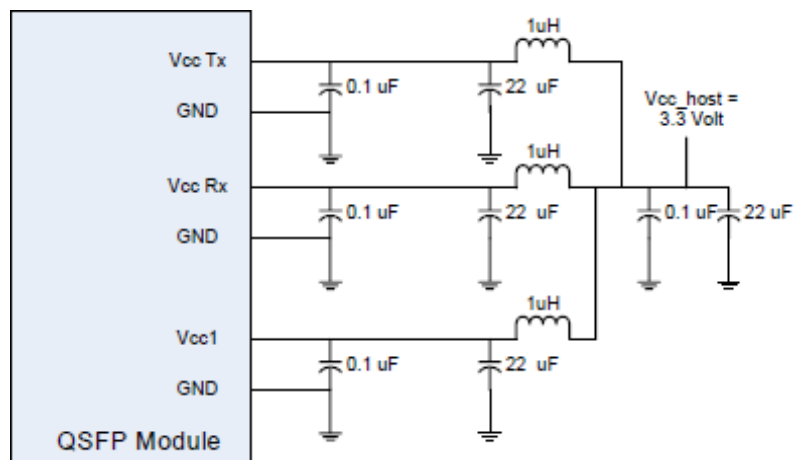 1uH
Vcc Tx
0.1 uF
22 uF
GND
Vcc_host =
3.3 Volt
1uH
Vcc Rx
0.1 uF
22 uF
0.1 uF
22 uF
GND
1uH
Vcc1
0.1 uF
22 uF
GND
QSFP Module